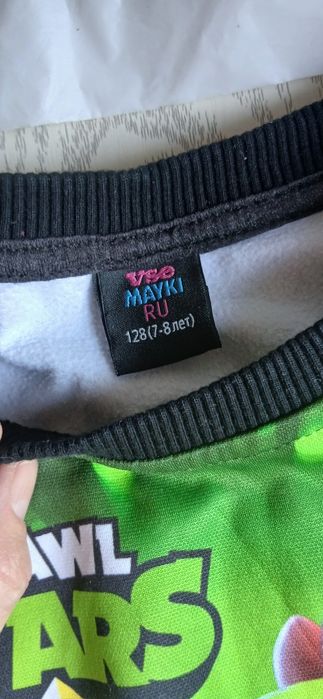 vse
MAYKI
RU
128(7-8лет)
AWL
ARS